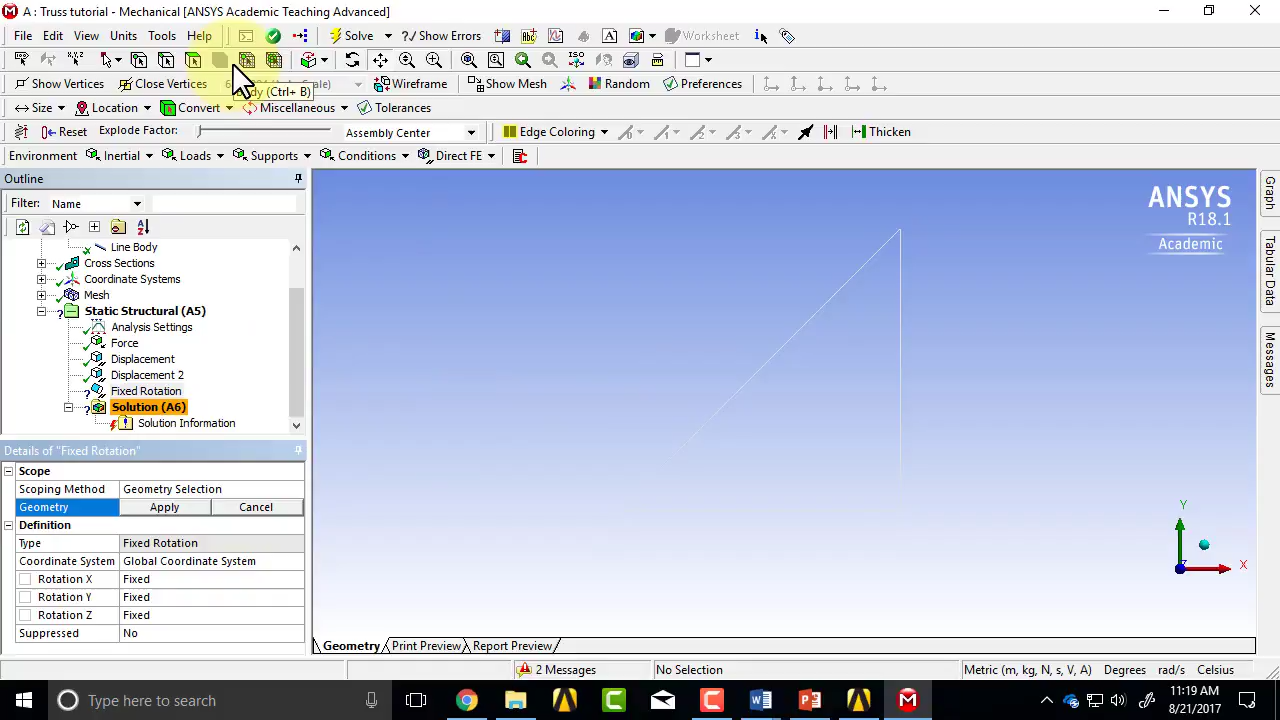 A : Truss tutorial - Mechanical [ANSYS Academic Teaching Advanced]
File Edit View Units Tools Help Solve Show Errors Worksheet
Show Vertices Close Vertices Wireframe Show Mesh Random Preferences
(Ctrl+ B)
Size Location Convert Miscellaneous Tolerances
Reset Explode Factor: Assembly Center Edge Coloring Thicken
Environment Inertial Loads Supports Conditions Direct FE
Outline
Filter: Name
Line Body
Cross Sections
Coordinate Systems
Mesh
Static Structural (A5)
Analysis Settings
Force
Displacement
Displacement 2
Fixed Rotation
Solution (A6)
Solution Information
Details of "Fixed Rotation"
Scope
Scoping Method Geometry Selection
Geometry Apply Cancel
Definition
Type Fixed Rotation
Coordinate System Global Coordinate System
Rotation X Fixed
Rotation Y Fixed
Rotation Z Fixed
Suppressed No
ANSYS
R18.1
Academic
Y
X
Graph
Tabular Data
Messages
Geometry Print Preview Report Preview
2 Messages No Selection Metric (m, kg, N, s, V, A) Degrees rad/s Celsius
Type here to search
11:19 AM
8/21/2017